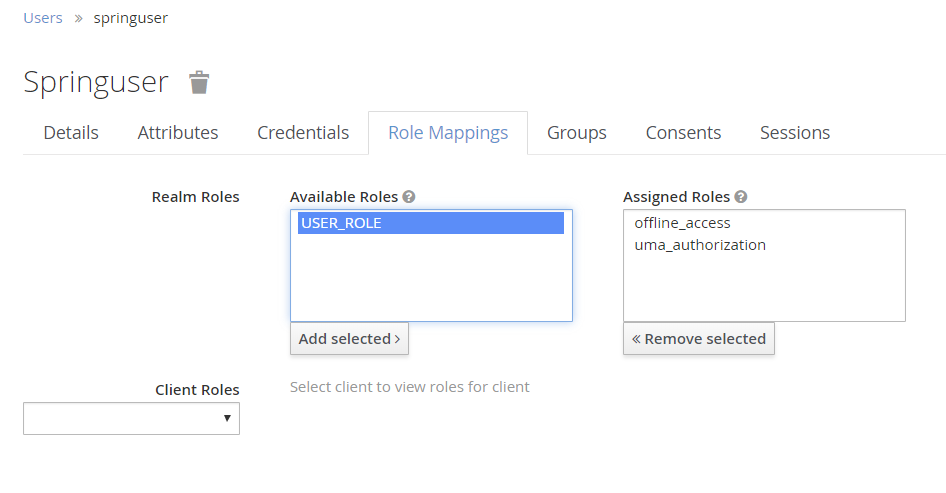 Users » springuser
Springuser
Details Attributes Credentials Role Mappings Groups Consents Sessions
Realm Roles Available Roles Assigned Roles
USER_ROLE offline_access
uma_authorization
Add selected › « Remove selected
Client Roles Select client to view roles for client